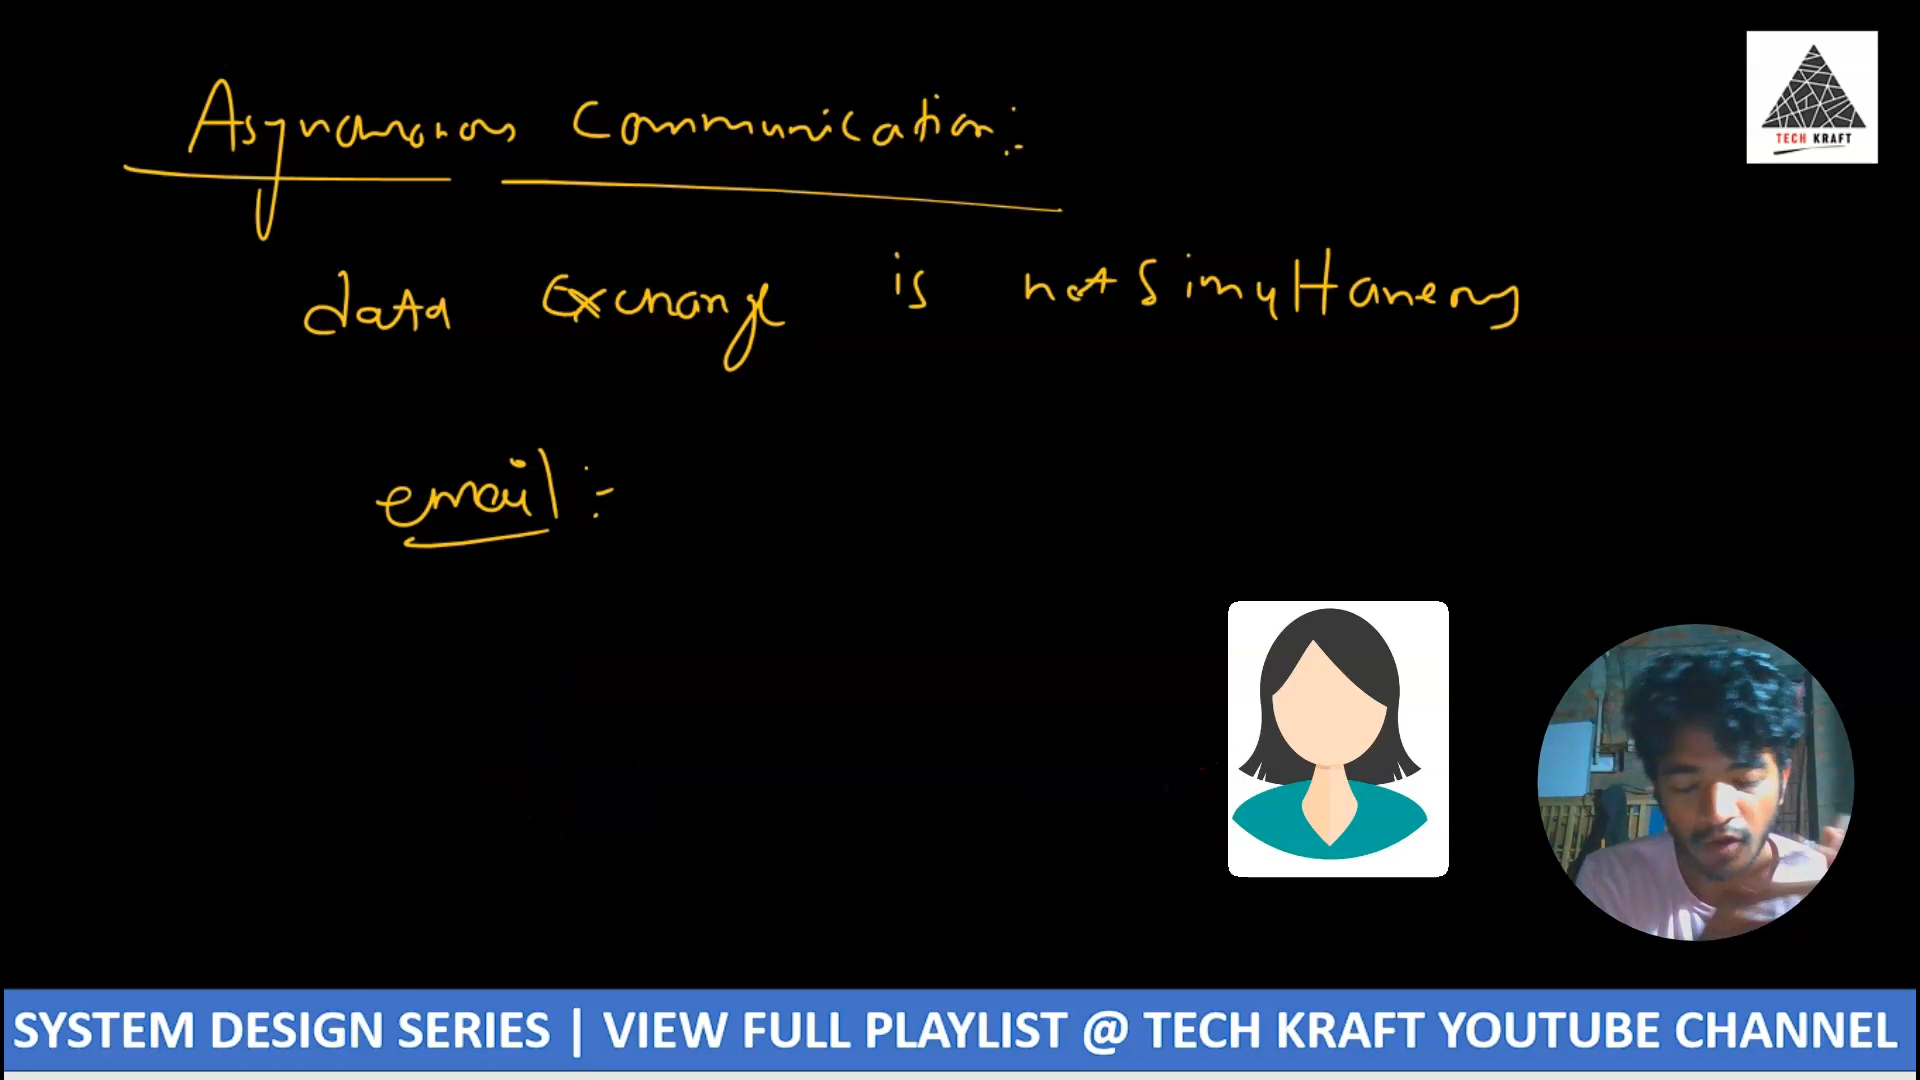 Asynchronous Communication:-
TECH KRAFT
data Exchange is not Simultaneous
email :-
SYSTEM DESIGN SERIES | VIEW FULL PLAYLIST @ TECH KRAFT YOUTUBE CHANNEL